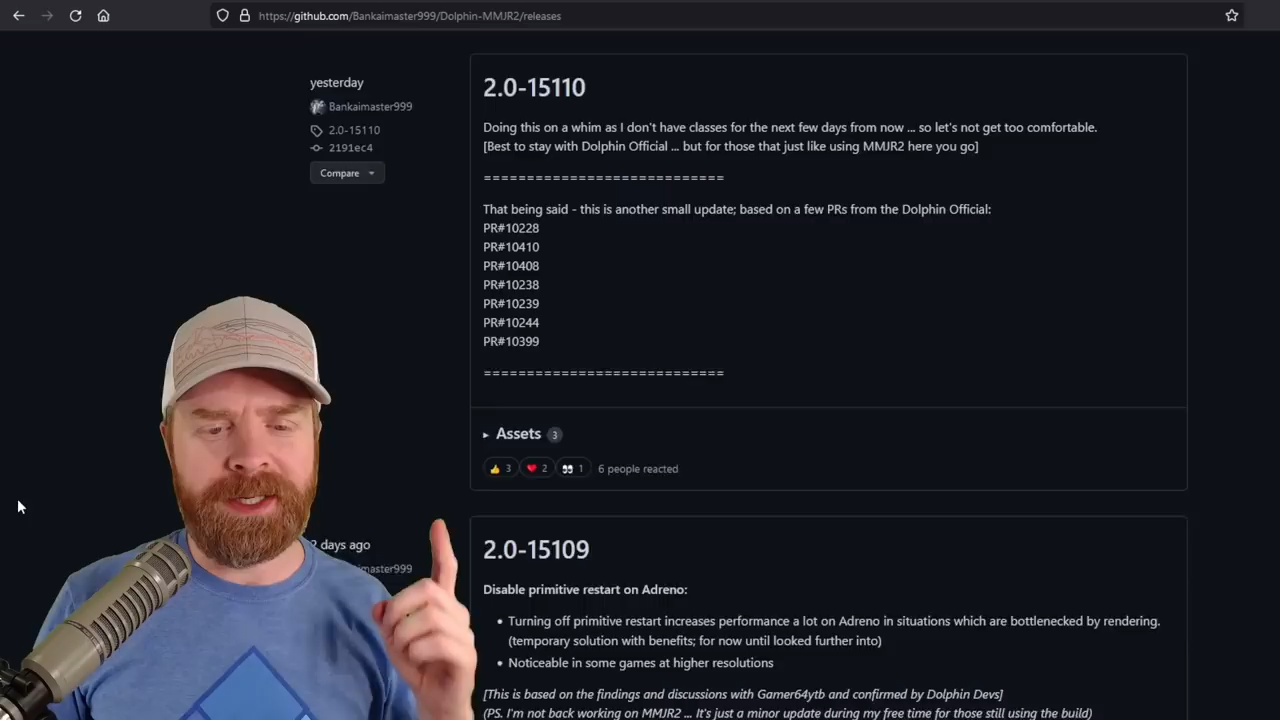 https://github.com/Bankaimaster999/Dolphin-MMJR2/releases
yesterday
Bankaimaster999
2.0-15110
2191ec4
Compare
2.0-15110
Doing this on a whim as I don't have classes for the next few days from now ... so let's not get too comfortable.
[Best to stay with Dolphin Official ... but for those that just like using MMJR2 here you go]
============================
That being said - this is another small update; based on a few PRs from the Dolphin Official:
PR#10228
PR#10410
PR#10408
PR#10238
PR#10239
PR#10244
PR#10399
============================
Assets 3
3 2 1 6 people reacted
2 days ago
kaimaster999
2.0-15109
Disable primitive restart on Adreno:
• Turning off primitive restart increases performance a lot on Adreno in situations which are bottlenecked by rendering.
(temporary solution with benefits; for now until looked further into)
• Noticeable in some games at higher resolutions
[This is based on the findings and discussions with Gamer64ytb and confirmed by Dolphin Devs]
(PS. I'm not back working on MMJR2 ... It's just a minor update during my free time for those still using the build)